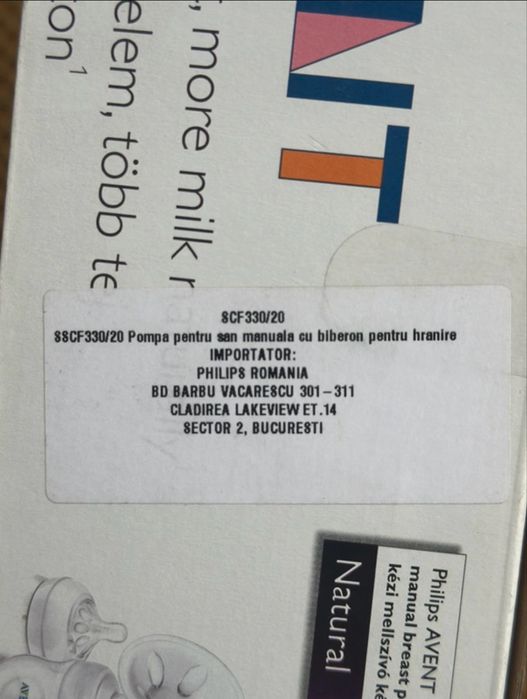 NT
, more milk
elem, több te
on¹
SCF330/20
SSCF330/20 Pompa pentru san manuala cu biberon pentru hranire
IMPORTATOR:
PHILIPS ROMANIA
BD BARBU VACARESCU 301-311
CLADIREA LAKEVIEW ET.14
SECTOR 2, BUCURESTI
Philips AVENT
manual breast p
kézi mellszívó ké
Natural